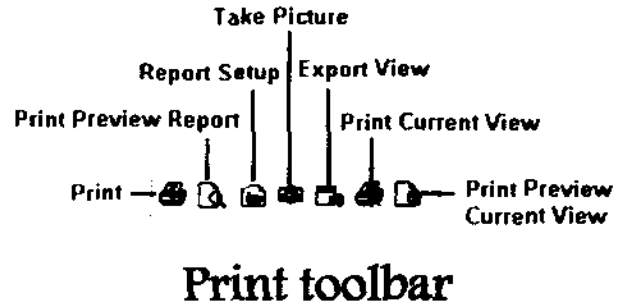 Take Picture
Report Setup
Export View
Print Preview Report
Print Current View
Print
Print Preview
Current View
Print toolbar